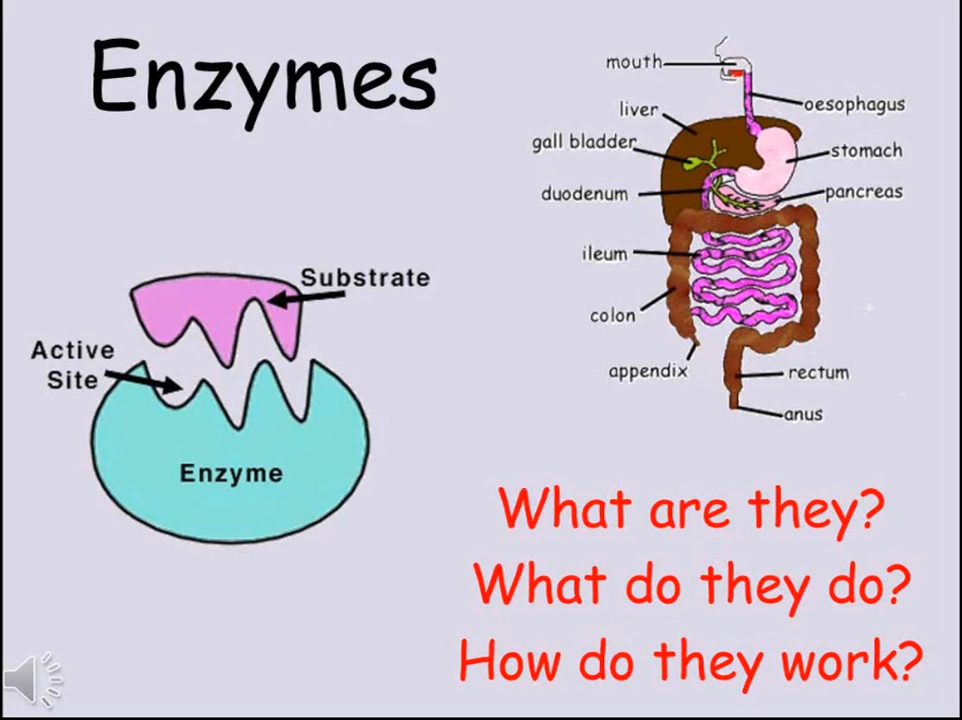 Enzymes
mouth
oesophagus
liver
gall bladder
stomach
duodenum
pancreas
ileum
colon
appendix
rectum
anus
Substrate
Active
Site
Enzyme
What are they?
What do they do?
How do they work?